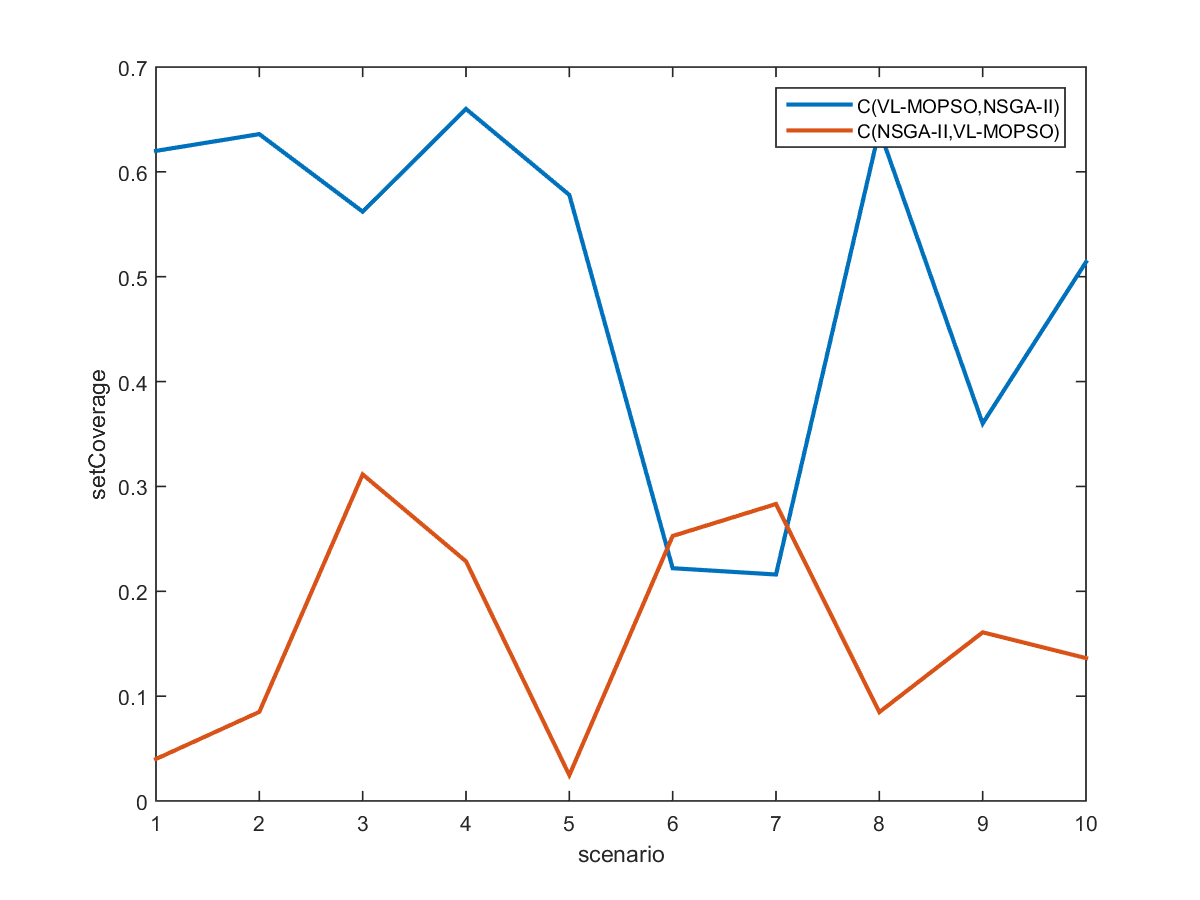 C(VL-MOPSO,NSGA-II)
C(NSGA-II,VL-MOPSO)
0.7
0.6
0.5
0.4
0.3
0.2
0.1
0
setCoverage
1 2 3 4 5 6 7 8 9 10
scenario